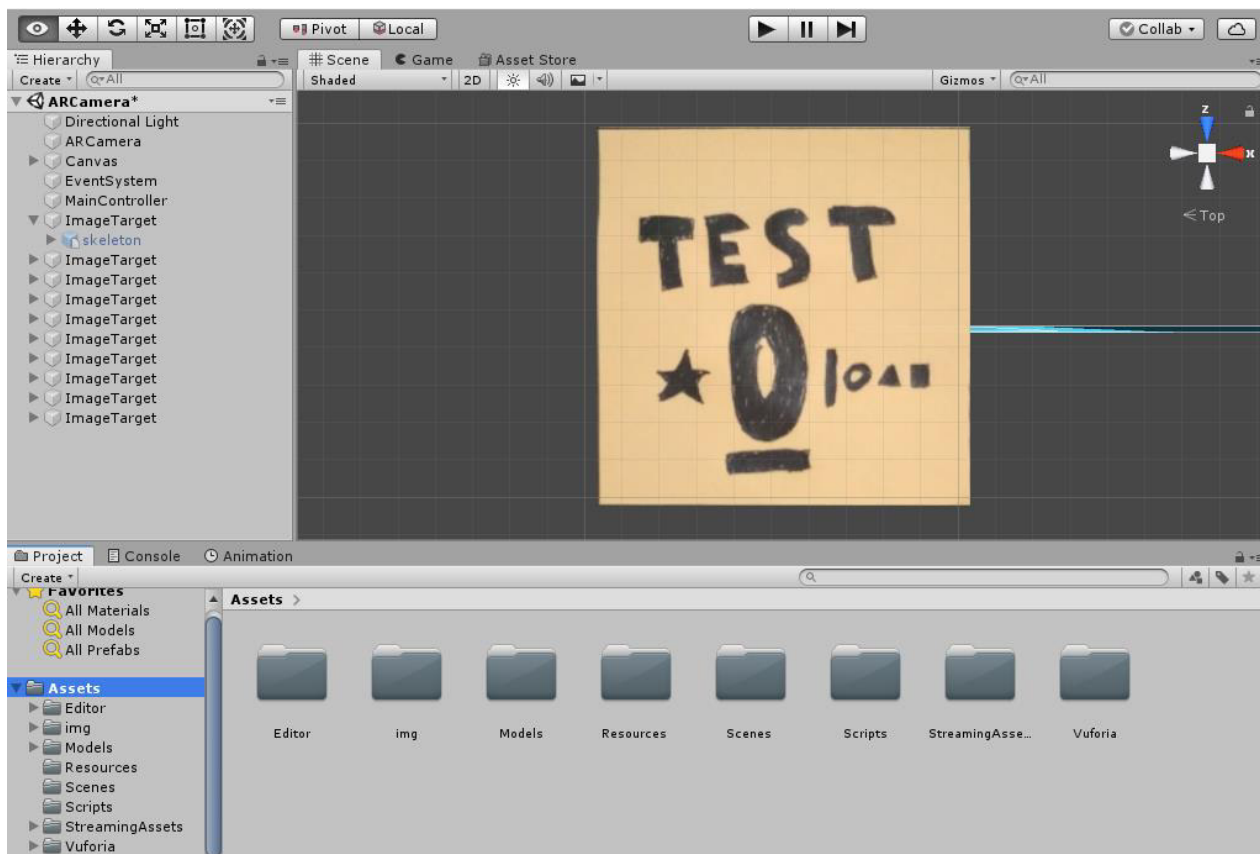 Pivot Local Collab
Hierarchy
Create All
ARCamera*
Directional Light
ARCamera
Canvas
EventSystem
MainController
ImageTarget
skeleton
ImageTarget
ImageTarget
ImageTarget
ImageTarget
ImageTarget
ImageTarget
ImageTarget
ImageTarget
ImageTarget
Scene Game Asset Store
Shaded 2D Gizmos All
z
x
Top
TEST
0
Project Console Animation
Create
Favorites
All Materials
All Models
All Prefabs
Assets
Editor
img
Models
Resources
Scenes
Scripts
StreamingAssets
Vuforia
Assets >
Editor img Models Resources Scenes Scripts StreamingAsse... Vuforia